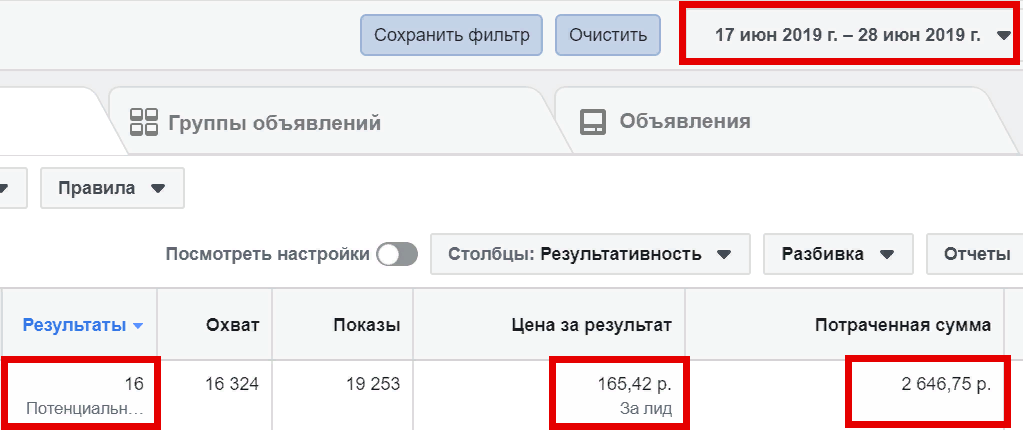 Сохранить фильтр Очистить 17 июн 2019 г. – 28 июн 2019 г.
Группы объявлений Объявления
Правила
Посмотреть настройки Столбцы: Результативность Разбивка Отчеты
Результаты Охват Показы Цена за результат Потраченная сумма
16 16 324 19 253 165,42 р. 2 646,75 р.
Потенциальн… За лид